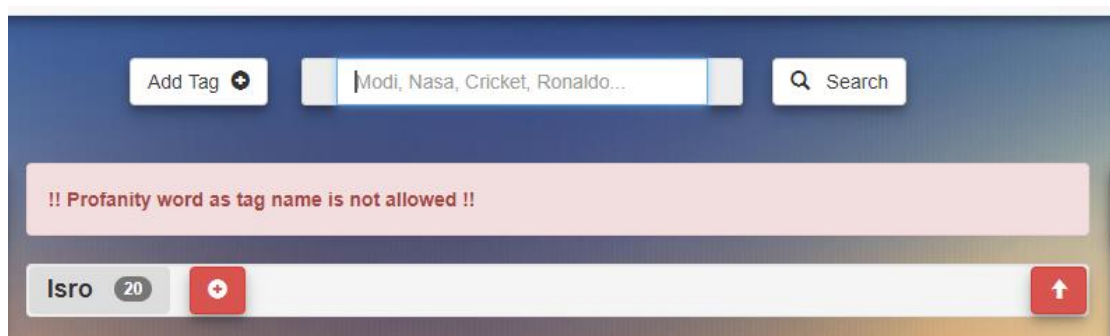 Add Tag
Modi, Nasa, Cricket, Ronaldo...
Search
!! Profanity word as tag name is not allowed !!
Isro 20